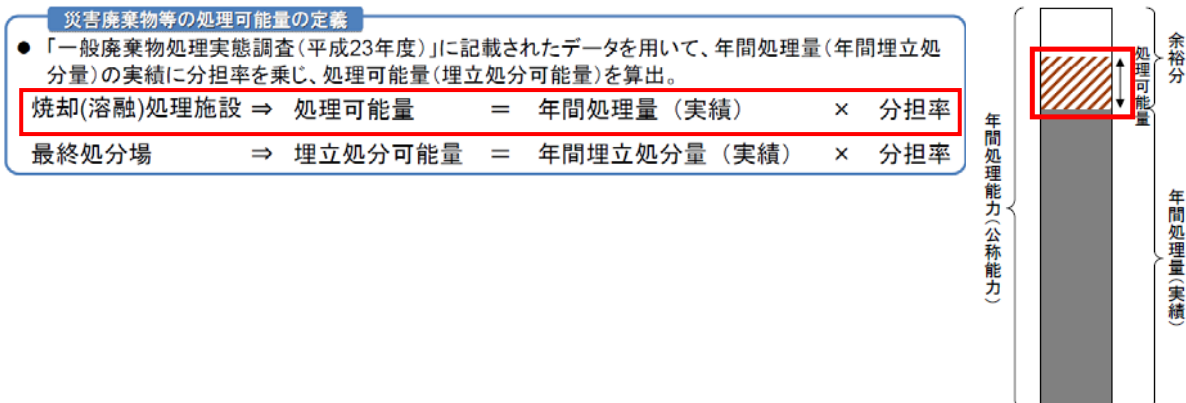 災害廃棄物等の処理可能量の定義
● 「一般廃棄物処理実態調査(平成23年度)」に記載されたデータを用いて、年間処理量(年間埋立処
分量)の実績に分担率を乗じ、処理可能量(埋立処分可能量)を算出。
焼却(溶融)処理施設 ⇒ 処理可能量 = 年間処理量（実績） × 分担率
最終処分場 ⇒ 埋立処分可能量 = 年間埋立処分量（実績） × 分担率
年間処理能力(公称能力)
処理可能量
余裕分
年間処理量(実績)